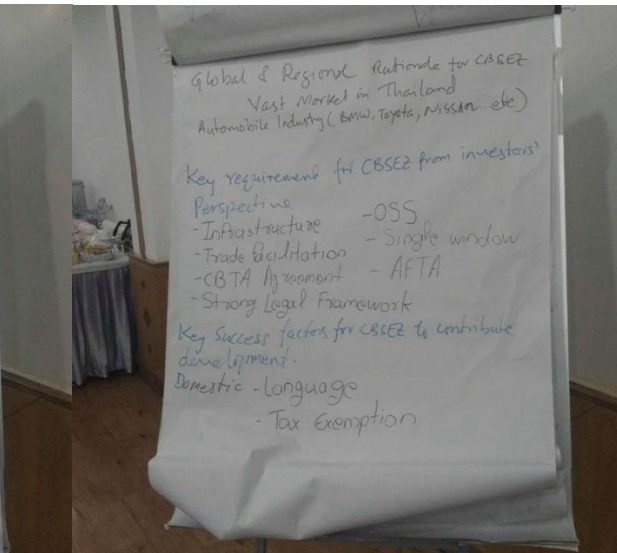 Global & Regional Rationale for CBSEZ
Vast Market in Thailand
Automobile Industry (BMW, Toyota, Nissan... etc)
Key requirement for CBSEZ from investors'
Perspective
- Infrastructure
- Trade facilitation
- CBTA Agreement
- Strong Legal Framework
- OSS
- Single window
- AFTA
Key Success factors for CBSEZ to contribute
development.
Domestic - Language
- Tax Exemption